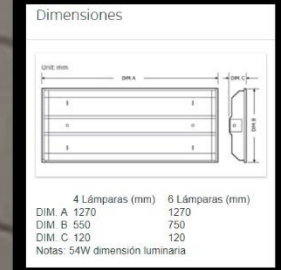 Dimensiones
Unit: mm
DIM. A
DIM. C
DIM. B
4 Lámparas (mm) 6 Lámparas (mm)
DIM. A 1270 1270
DIM. B 550 750
DIM. C 120 120
Notas: 54W dimensión luminaria